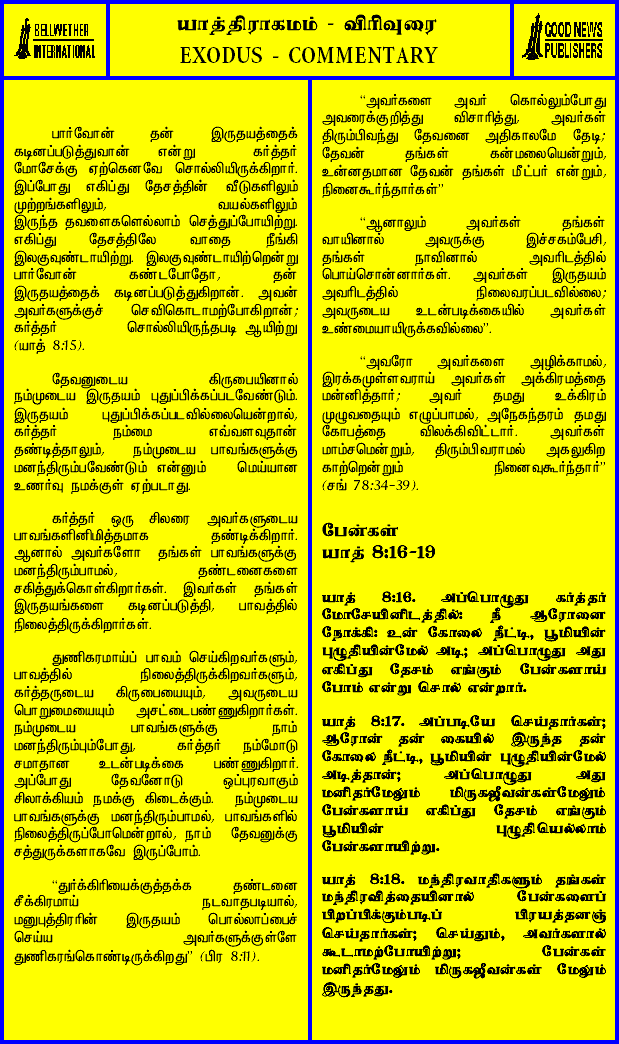 BELLWETHER
INTERNATIONAL
யாத்திராகமம் - விரிவுரை
EXODUS - COMMENTARY
GOOD NEWS
PUBLISHERS
பார்வோன் தன் இருதயத்தைக்
கடினப்படுத்துவான் என்று கர்த்தர்
மோசேக்கு ஏற்கெனவே சொல்லியிருக்கிறார்.
இப்போது எகிப்து தேசத்தின் வீடுகளிலும்
முற்றங்களிலும், வயல்களிலும்
இருந்த தவளைகளெல்லாம் செத்துப்போயிற்று.
எகிப்து தேசத்திலே வாதை நீங்கி
இலகுவுண்டாயிற்று. இலகுவுண்டாயிற்றென்று
பார்வோன் கண்டபோதோ, தன்
இருதயத்தைக் கடினப்படுத்துகிறான். அவன்
அவர்களுக்குச் செவிகொடாமற்போகிறான்;
கர்த்தர் சொல்லியிருந்தபடி ஆயிற்று
(யாத் 8:15).
தேவனுடைய கிருபையினால்
நம்முடைய இருதயம் புதுப்பிக்கப்படவேண்டும்.
இருதயம் புதுப்பிக்கப்படவில்லையென்றால்,
கர்த்தர் நம்மை எவ்வளவுதான்
தண்டித்தாலும், நம்முடைய பாவங்களுக்கு
மனந்திரும்பவேண்டும் என்னும் மெய்யான
உணர்வு நமக்குள் ஏற்படாது.
கர்த்தர் ஒரு சிலரை அவர்களுடைய
பாவங்களினிமித்தமாக தண்டிக்கிறார்.
ஆனால் அவர்களோ தங்கள் பாவங்களுக்கு
மனந்திரும்பாமல், தண்டனைகளை
சகித்துக்கொள்கிறார்கள். இவர்கள் தங்கள்
இருதயங்களை கடினப்படுத்தி, பாவத்தில்
நிலைத்திருக்கிறார்கள்.
துணிகரமாய்ப் பாவம் செய்கிறவர்களும்,
பாவத்தில் நிலைத்திருக்கிறவர்களும்,
கர்த்தருடைய கிருபையையும், அவருடைய
பொறுமையையும் அசட்டைபண்ணுகிறார்கள்.
நம்முடைய பாவங்களுக்கு நாம்
மனந்திரும்பும்போது, கர்த்தர் நம்மோடு
சமாதான உடன்படிக்கை பண்ணுகிறார்.
அப்போது தேவனோடு ஒப்புரவாகும்
சிலாக்கியம் நமக்கு கிடைக்கும். நம்முடைய
பாவங்களுக்கு மனந்திரும்பாமல், பாவங்களில்
நிலைத்திருப்போமென்றால், நாம் தேவனுக்கு
சத்துருக்களாகவே இருப்போம்.
“துர்க்கிரியைக்குத்தக்க தண்டனை
சீக்கிரமாய் நடவாதபடியால்,
மனுபுத்திரரின் இருதயம் பொல்லாப்பைச்
செய்ய அவர்களுக்குள்ளே
துணிகரங்கொண்டிருக்கிறது” (பிர 8:11).
“அவர்களை அவர் கொல்லும்போது
அவரைக்குறித்து விசாரித்து, அவர்கள்
திரும்பிவந்து தேவனை அதிகாலமே தேடி;
தேவன் தங்கள் கன்மலையென்றும்,
உன்னதமான தேவன் தங்கள் மீட்பர் என்றும்,
நினைகூர்ந்தார்கள்”
“ஆனாலும் அவர்கள் தங்கள்
வாயினால் அவருக்கு இச்சகம்பேசி,
தங்கள் நாவினால் அவரிடத்தில்
பொய்சொன்னார்கள். அவர்கள் இருதயம்
அவரிடத்தில் நிலைவரப்படவில்லை;
அவருடைய உடன்படிக்கையில் அவர்கள்
உண்மையாயிருக்கவில்லை”.
“அவரோ அவர்களை அழிக்காமல்,
இரக்கமுள்ளவராய் அவர்கள் அக்கிரமத்தை
மன்னித்தார்; அவர் தமது உக்கிரம்
முழுவதையும் எழுப்பாமல், அநேகந்தரம் தமது
கோபத்தை விலக்கிவிட்டார். அவர்கள்
மாம்சமென்றும், திரும்பிவராமல் அகலுகிற
காற்றென்றும் நினைவுகூர்ந்தார்”
(சங் 78:34-39).
பேன்கள்
யாத் 8:16-19
யாத் 8:16. அப்பொழுது கர்த்தர்
மோசேயினிடத்தில்: நீ ஆரோனை
நோக்கி: உன் கோலை நீட்டி, பூமியின்
புழுதியின்மேல் அடி; அப்பொழுது அது
எகிப்து தேசம் எங்கும் பேன்களாய்
போம் என்று சொல் என்றார்.
யாத் 8:17. அப்படியே செய்தார்கள்;
ஆரோன் தன் கையில் இருந்த தன்
கோலை நீட்டி, பூமியின் புழுதியின்மேல்
அடித்தான்; அப்பொழுது அது
மனிதர்மேலும் மிருகஜீவன்கள்மேலும்
பேன்களாய் எகிப்து தேசம் எங்கும்
பூமியின் புழுதியெல்லாம்
பேன்களாயிற்று.
யாத் 8:18. மந்திரவாதிகளும் தங்கள்
மந்திரவித்தையினால் பேன்களைப்
பிறப்பிக்கும்படிப் பிரயத்தனஞ்
செய்தார்கள்; செய்தும், அவர்களால்
கூடாமற்போயிற்று; பேன்கள்
மனிதர்மேலும் மிருகஜீவன்கள் மேலும்
இருந்தது.